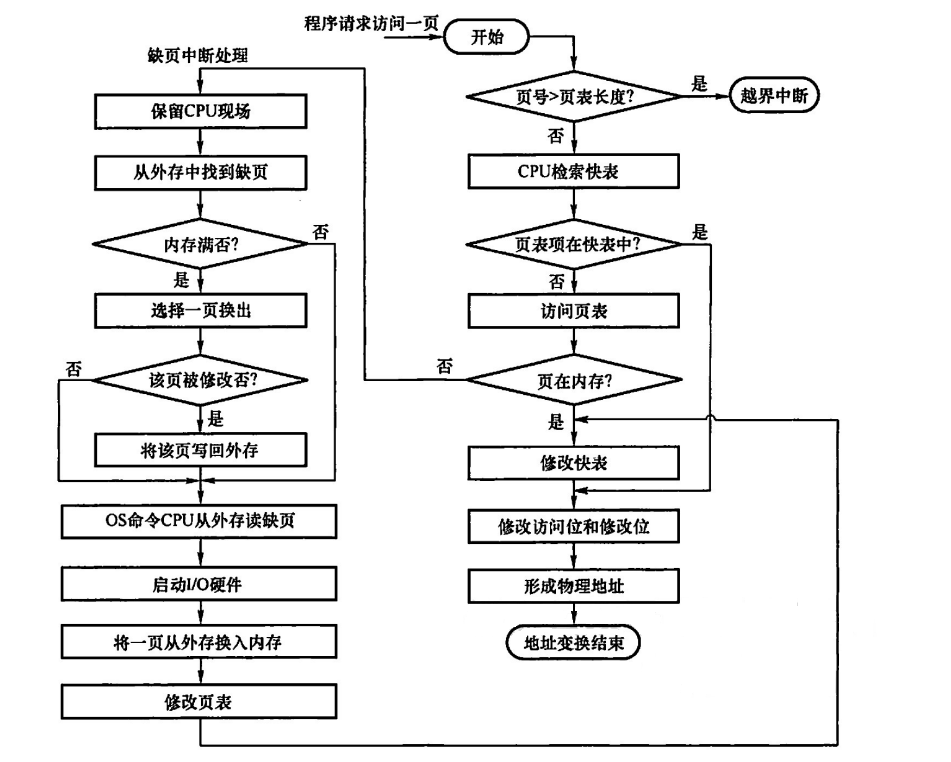 程序请求访问一页
开始
缺页中断处理
页号>页表长度?
是
越界中断
保留CPU现场
否
从外存中找到缺页
CPU检索快表
内存满否?
否
页表项在快表中?
是
是
否
选择一页换出
访问页表
否
该页被修改否?
否
页在内存?
是
是
将该页写回外存
修改快表
OS命令CPU从外存读缺页
修改访问位和修改位
启动I/O硬件
形成物理地址
将一页从外存换入内存
地址变换结束
修改页表